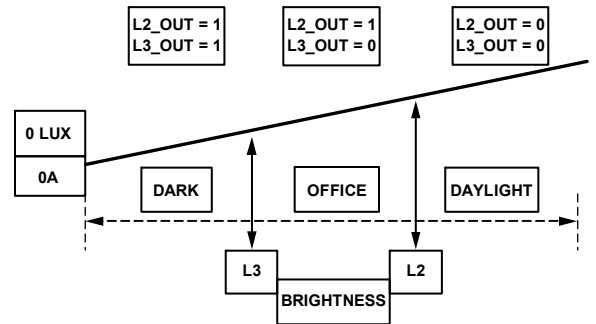 L2_OUT = 1
L3_OUT = 1
L2_OUT = 1
L3_OUT = 0
L2_OUT = 0
L3_OUT = 0
0 LUX
0A
DARK
OFFICE
DAYLIGHT
L3
L2
BRIGHTNESS